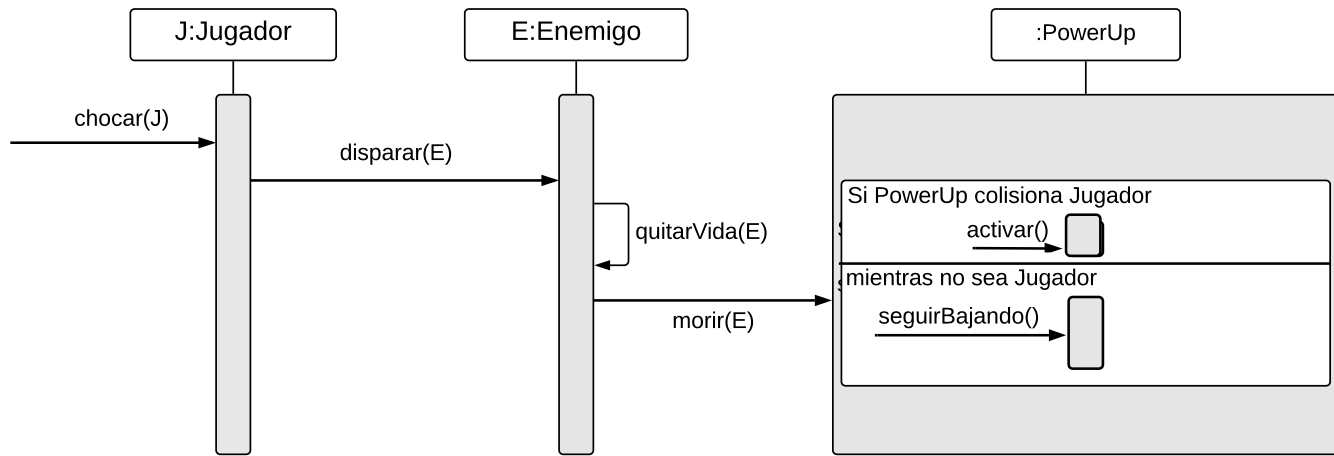 J:Jugador
E:Enemigo
:PowerUp
chocar(J)
disparar(E)
Si PowerUp colisiona Jugador
activar()
quitarVida(E)
mientras no sea Jugador
seguirBajando()
morir(E)